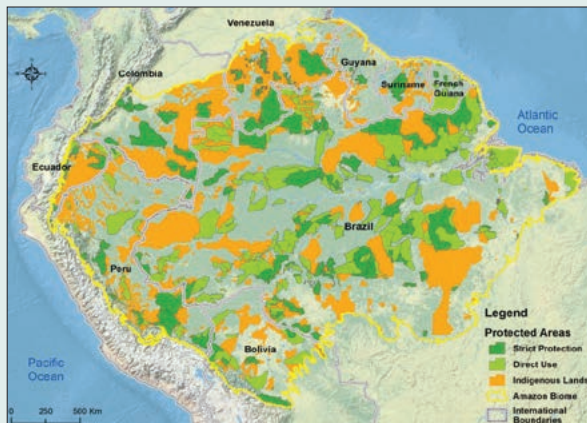 Venezuela
Colombia
Guyana
Suriname
French
Guiana
Atlantic
Ocean
Ecuador
Brazil
Peru
Bolivia
Pacific
Ocean
Legend
Protected Areas
Strict Protection
Direct Use
Indigenous Lands
Amazon Biome
International
Boundaries
0 250 500 Km